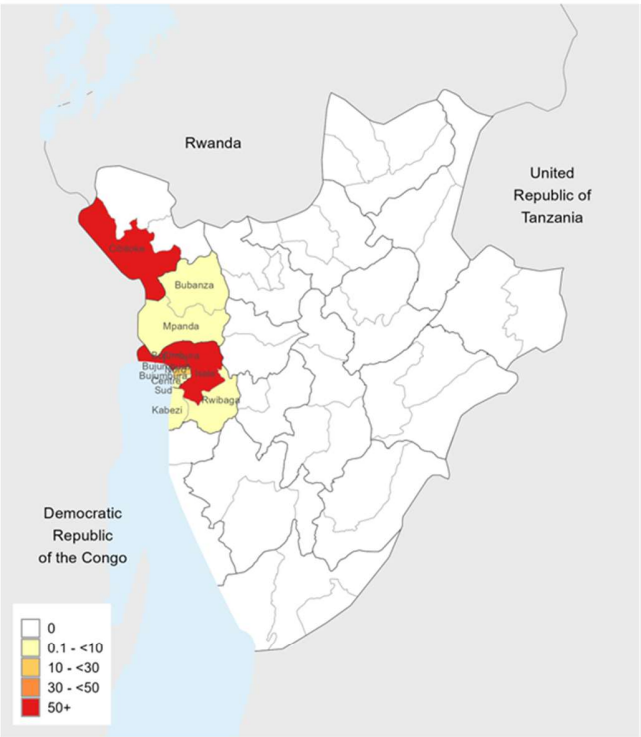 Rwanda
United
Republic of
Tanzania
Bubanza
Mpanda
Bujumbura
Centre
Sud
Rwibaga
Kabezi
Democratic
Republic
of the Congo
0
0.1 - <10
10 - <30
30 - <50
50+